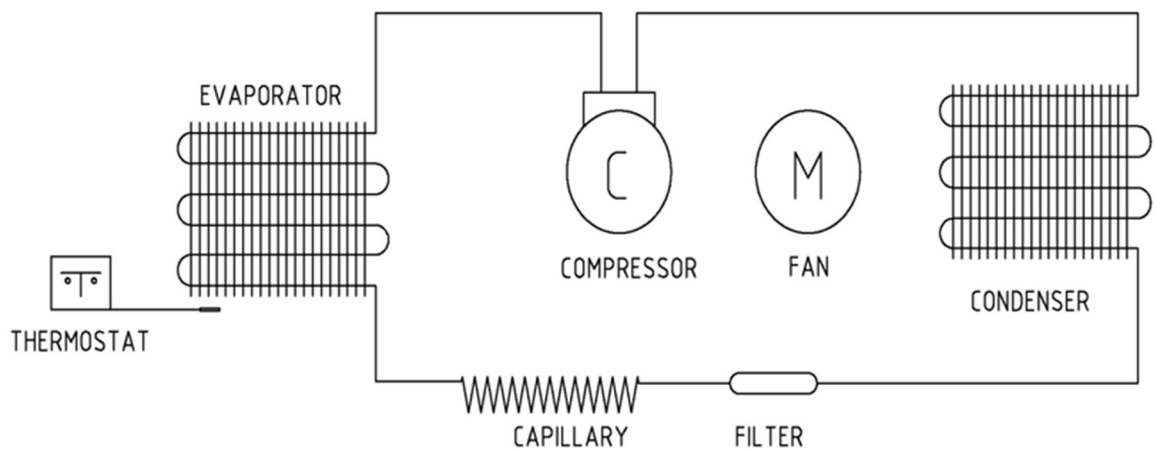 EVAPORATOR
C
M
COMPRESSOR
FAN
CONDENSER
THERMOSTAT
CAPILLARY
FILTER